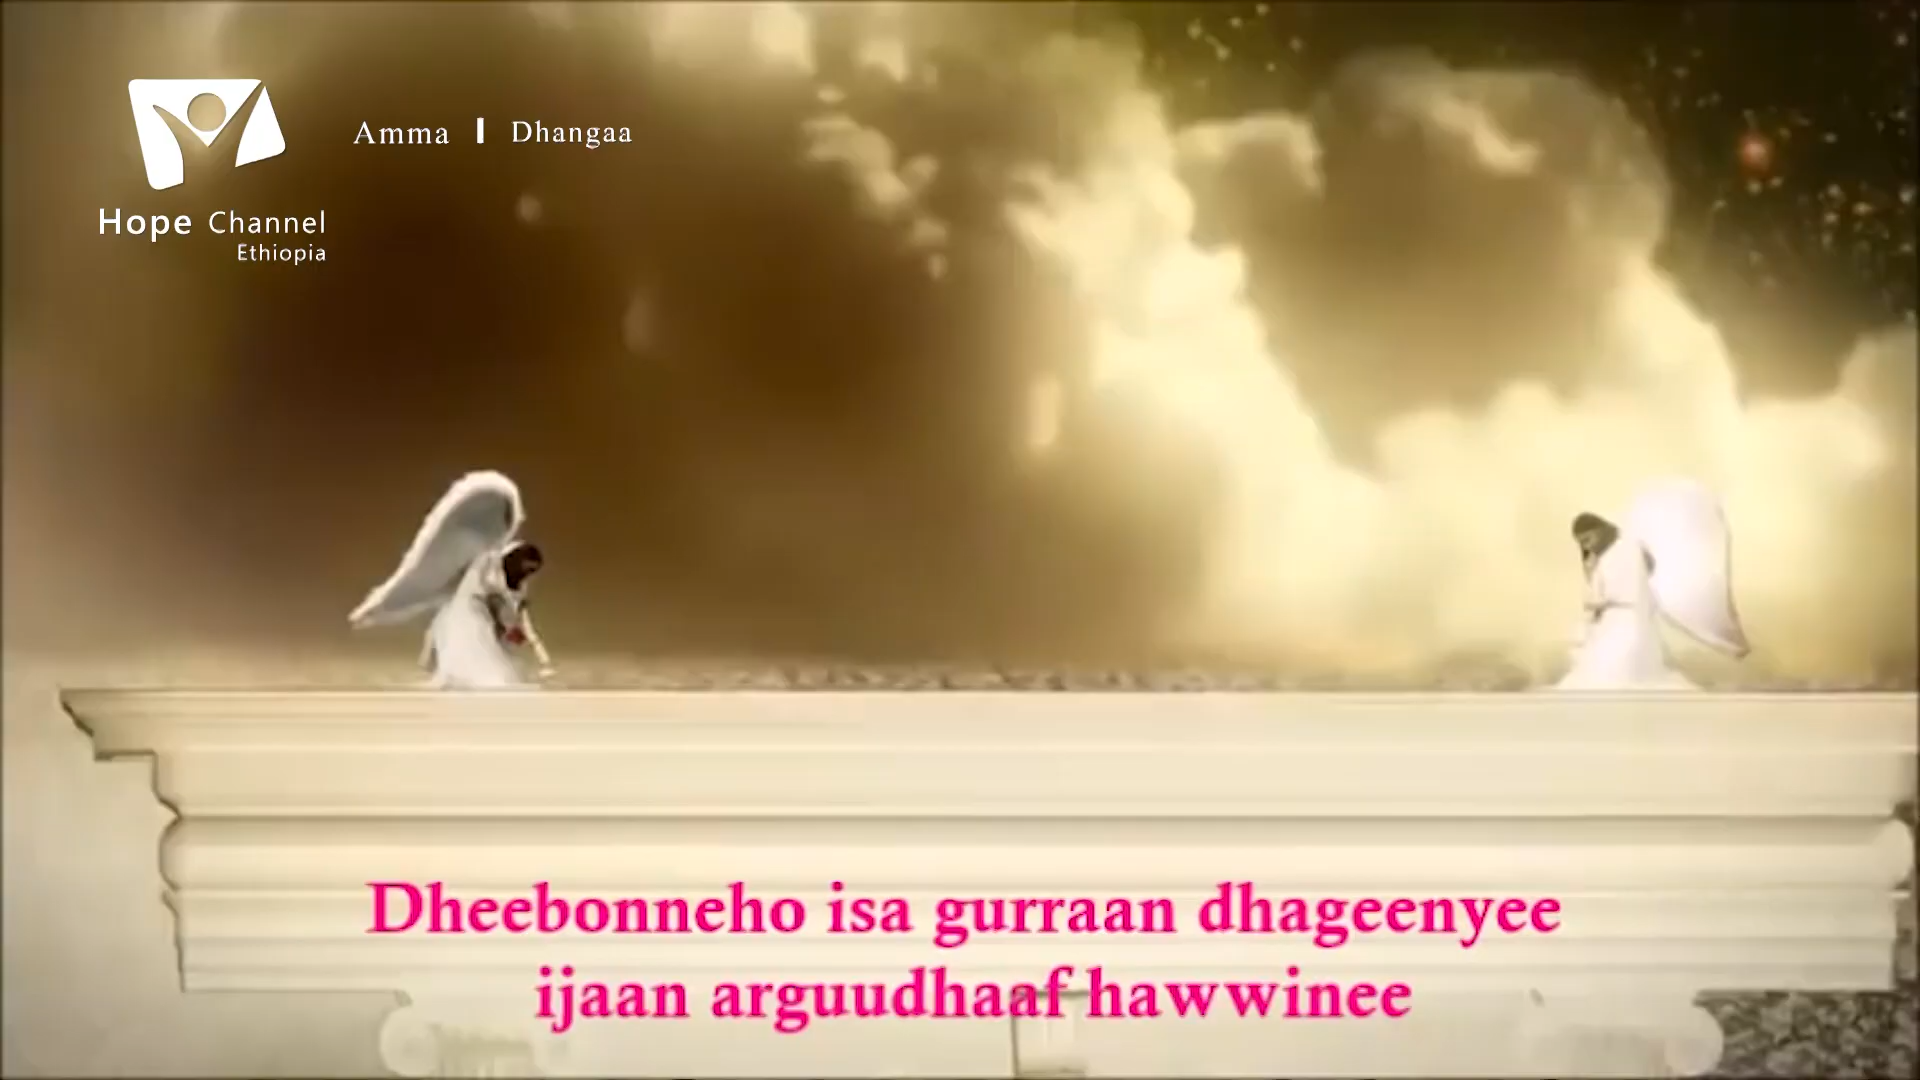 Amma | Dhangaa
Hope Channel
Ethiopia
Dheebonneho isa gurraan dhageenyee
ijaan arguudhaaf hawwinee